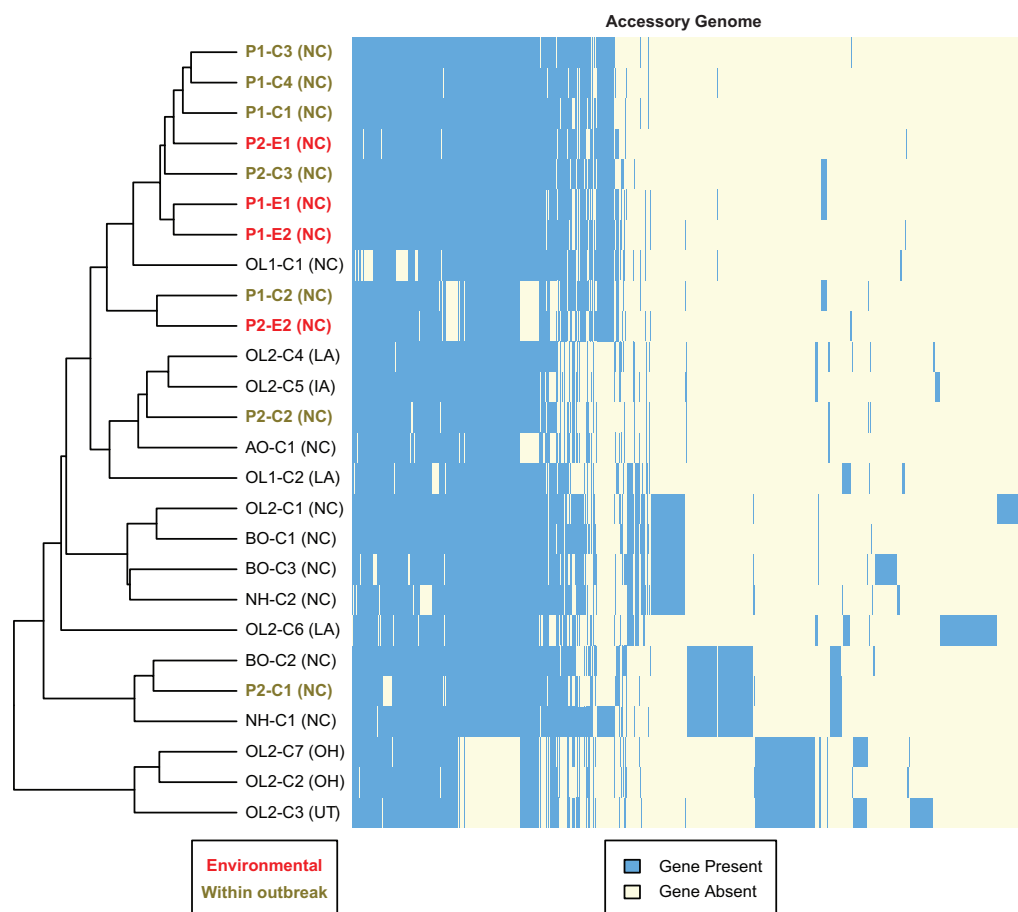 Accessory Genome
P1-C3 (NC)
P1-C4 (NC)
P1-C1 (NC)
P2-E1 (NC)
P2-C3 (NC)
P1-E1 (NC)
P1-E2 (NC)
OL1-C1 (NC)
P1-C2 (NC)
P2-E2 (NC)
OL2-C4 (LA)
OL2-C5 (IA)
P2-C2 (NC)
AO-C1 (NC)
OL1-C2 (LA)
OL2-C1 (NC)
BO-C1 (NC)
BO-C3 (NC)
NH-C2 (NC)
OL2-C6 (LA)
BO-C2 (NC)
P2-C1 (NC)
NH-C1 (NC)
OL2-C7 (OH)
OL2-C2 (OH)
OL2-C3 (UT)
Environmental
Within outbreak
Gene Present
Gene Absent